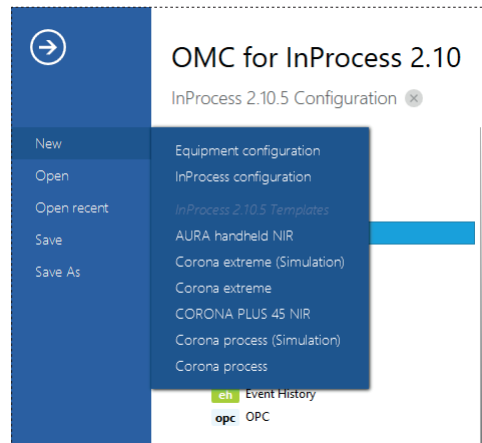 OMC for InProcess 2.10
InProcess 2.10.5 Configuration
New
Open
Open recent
Save
Save As
Equipment configuration
InProcess configuration
InProcess 2.10.5 Templates
AURA handheld NIR
Corona extreme (Simulation)
Corona extreme
CORONA PLUS 45 NIR
Corona process (Simulation)
Corona process
eh Event History
opc OPC